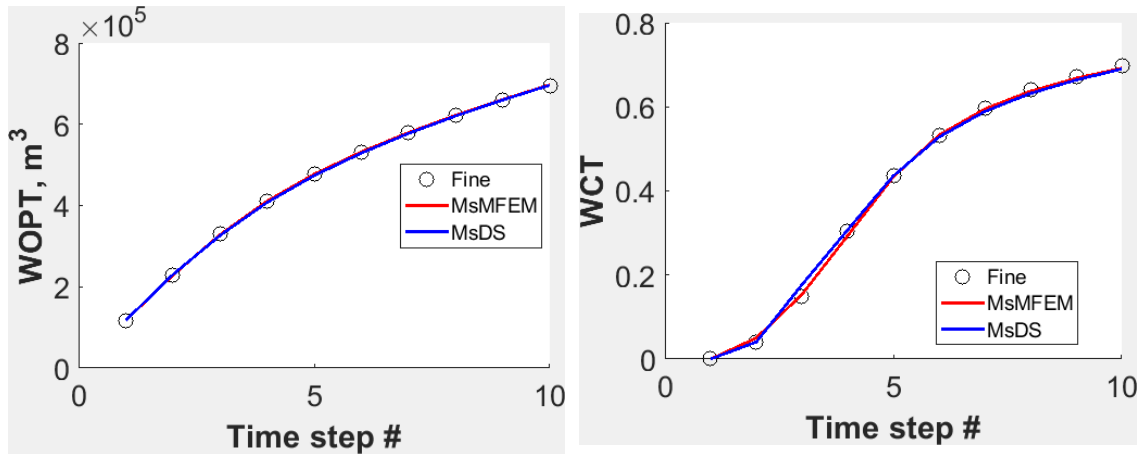 ×10^5
8
6
4
2
0
0
5
10
WOPT, m^3
Time step #
Fine
MsMFEM
MsDS
0.8
0.6
0.4
0.2
0
0
5
10
WCT
Time step #
Fine
MsMFEM
MsDS